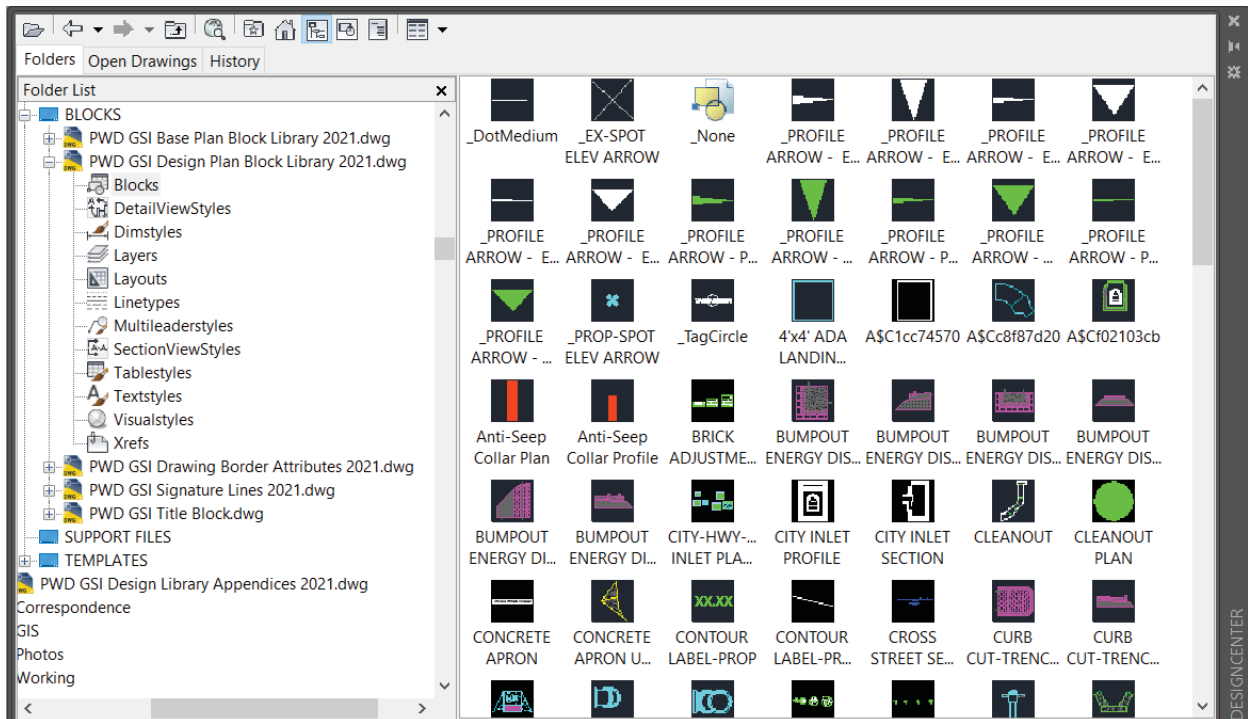 Folders Open Drawings History
Folder List
BLOCKS
PWD GSI Base Plan Block Library 2021.dwg
PWD GSI Design Plan Block Library 2021.dwg
Blocks
DetailViewStyles
Dimstyles
Layers
Layouts
Linetypes
Multileaderstyles
SectionViewStyles
Tablestyles
Textstyles
Visualstyles
Xrefs
PWD GSI Drawing Border Attributes 2021.dwg
PWD GSI Signature Lines 2021.dwg
PWD GSI Title Block.dwg
SUPPORT FILES
TEMPLATES
PWD GSI Design Library Appendices 2021.dwg
Correspondence
GIS
Photos
Working
_DotMedium _EX-SPOT _None _PROFILE _PROFILE _PROFILE _PROFILE
ELEV ARROW ARROW - E... ARROW - E... ARROW - E... ARROW - E...
_PROFILE _PROFILE _PROFILE _PROFILE _PROFILE _PROFILE _PROFILE
ARROW - E... ARROW - E... ARROW - P... ARROW - ... ARROW - P... ARROW - ... ARROW - P...
_PROFILE _PROP-SPOT _TagCircle 4'x4' ADA A$C1cc74570 A$Cc8f87d20 A$Cf02103cb
ARROW - ... ELEV ARROW LANDIN...
Anti-Seep Anti-Seep BRICK BUMPOUT BUMPOUT BUMPOUT BUMPOUT
Collar Plan Collar Profile ADJUSTME... ENERGY DIS... ENERGY DIS... ENERGY DIS... ENERGY DIS...
BUMPOUT BUMPOUT CITY-HWY-... CITY INLET CITY INLET CLEANOUT CLEANOUT
ENERGY DI... ENERGY DI... INLET PLA... PROFILE SECTION PLAN
XX.XX
CONCRETE CONCRETE CONTOUR CONTOUR CROSS CURB CURB
APRON APRON U... LABEL-PROP LABEL-PR... STREET SE... CUT-TRENC... CUT-TRENC...
DESIGNCENTER